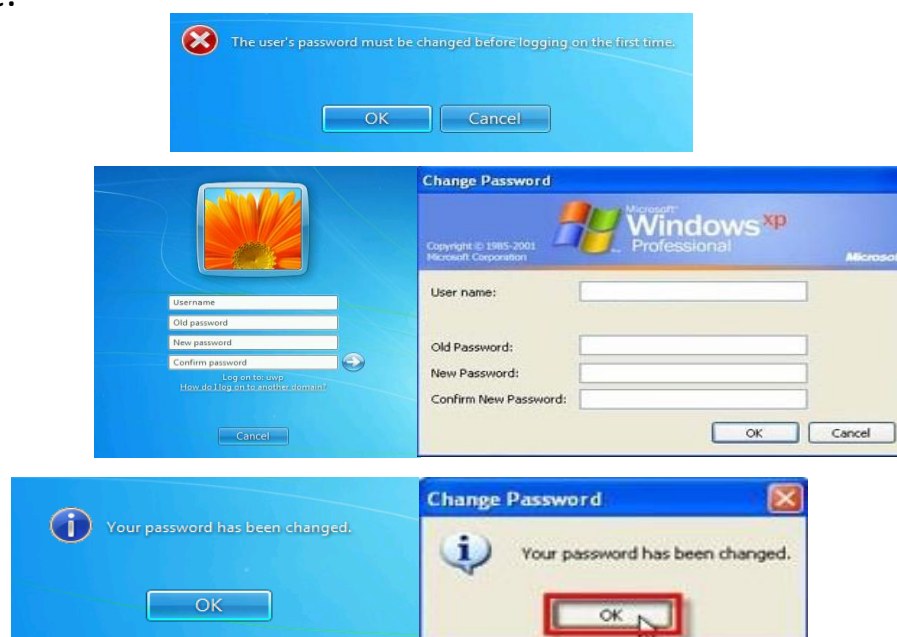 The user's password must be changed before logging on the first time.
OK Cancel
Username
Old password
New password
Confirm password
Log on to: uwp
How do I log on to another domain?
Cancel
Change Password
Microsoft
Windows xp
Professional
Copyright © 1985-2001
Microsoft Corporation
Microsof
User name:
Old Password:
New Password:
Confirm New Password:
OK Cancel
Your password has been changed.
OK
Change Password
Your password has been changed.
OK